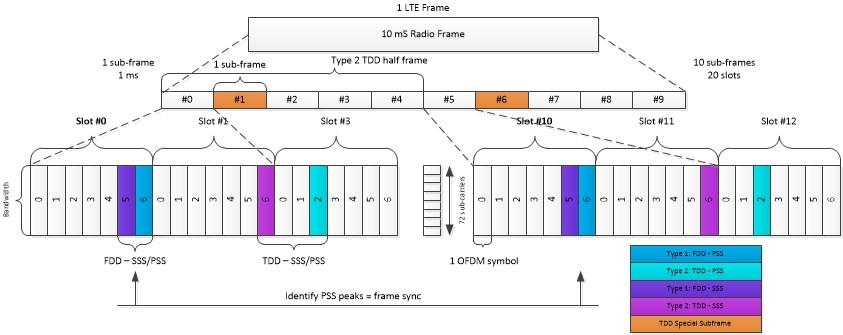 1 LTE Frame
10 mS Radio Frame
1 sub-frame
1 ms
1 sub-frame
Type 2 TDD half frame
10 sub-frames
20 slots
#0 #1 #2 #3 #4 #5 #6 #7 #8 #9
Slot #0 Slot #1 Slot #3 Slot #10 Slot #11 Slot #12
Bandwidth
0 1 2 3 4 5 6 0 1 2 3 4 5 6 0 1 2 3 4 5 6
72 sub-carriers
0 1 2 3 4 5 6 0 1 2 3 4 5 6 0 1 2 3 4 5 6
FDD – SSS/PSS
TDD – SSS/PSS
1 OFDM symbol
Identify PSS peaks = frame sync
Type 1: FDD - PSS
Type 2: TDD - PSS
Type 1: FDD - SSS
Type 2: TDD - SSS
TDD Special Subframe